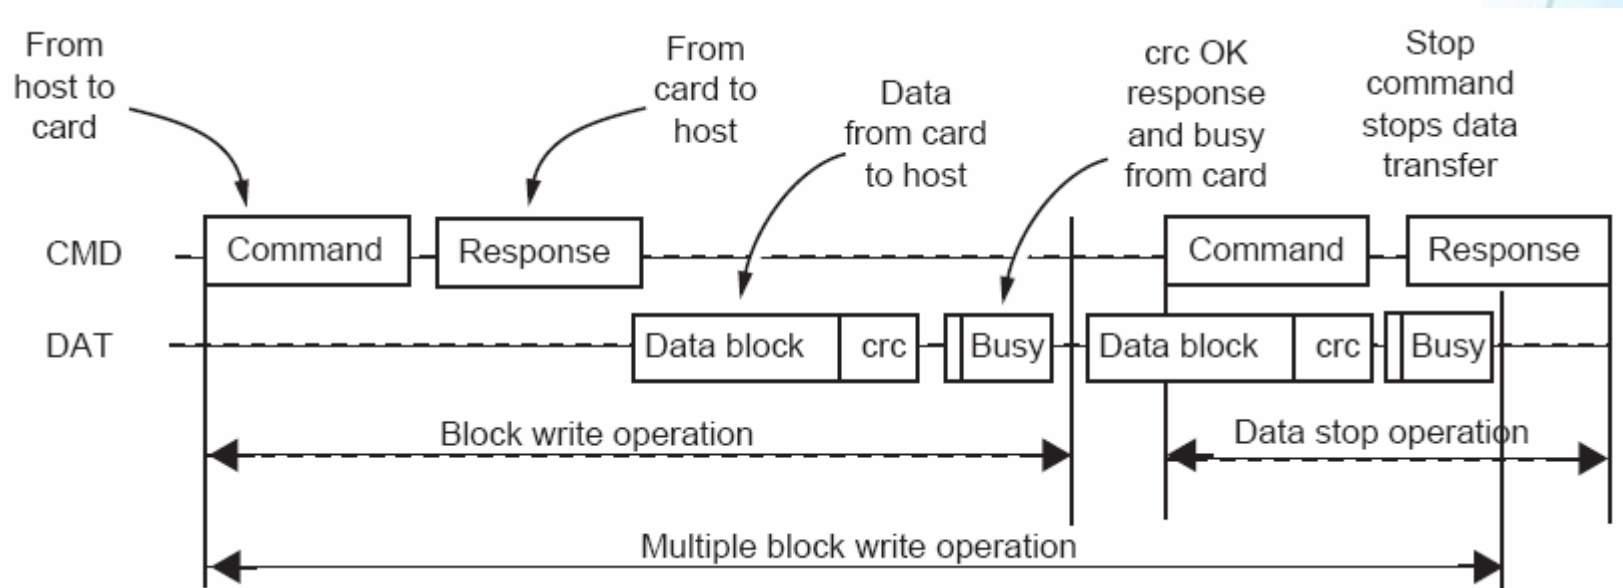 From
host to
card
From
card to
host
Data
from card
to host
crc OK
response
and busy
from card
Stop
command
stops data
transfer
CMD
Command
Response
Command
Response
DAT
Data block
crc
Busy
Data block
crc
Busy
Block write operation
Data stop operation
Multiple block write operation